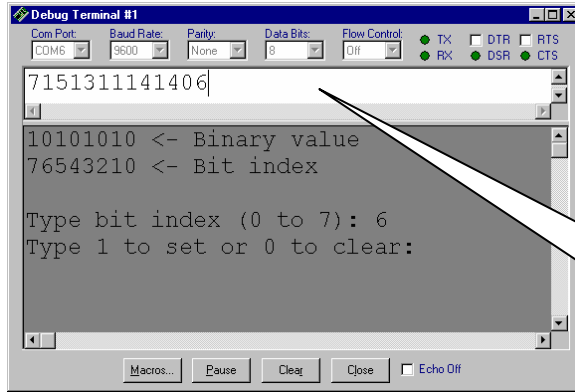 Debug Terminal #1
Com Port: Baud Rate: Parity: Data Bits: Flow Control: TX DTR RTS
COM6 9600 None 8 Off RX DSR CTS
7151311141406
10101010 <- Binary value
76543210 <- Bit index
Type bit index (0 to 7): 6
Type 1 to set or 0 to clear:
Macros... Pause Clear Close Echo Off